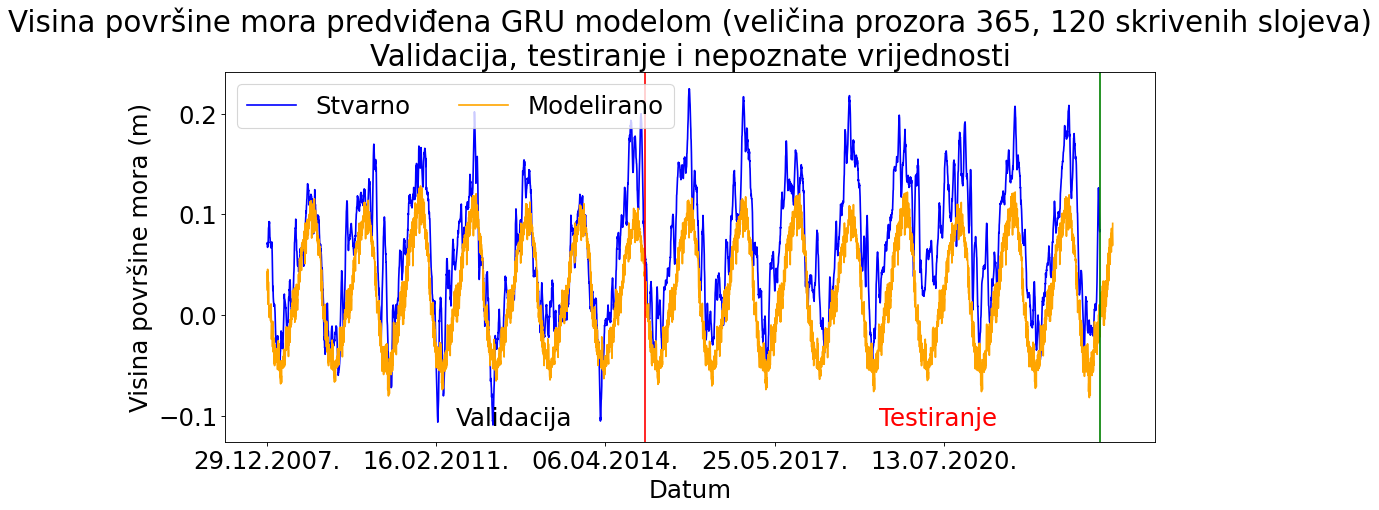 Visina površine mora predviđena GRU modelom (veličina prozora 365, 120 skrivenih slojeva)
Validacija, testiranje i nepoznate vrijednosti
Stvarno
Modelirano
Visina površine mora (m)
0.2
0.1
0.0
−0.1
Validacija
Testiranje
29.12.2007.
16.02.2011.
06.04.2014.
25.05.2017.
13.07.2020.
Datum